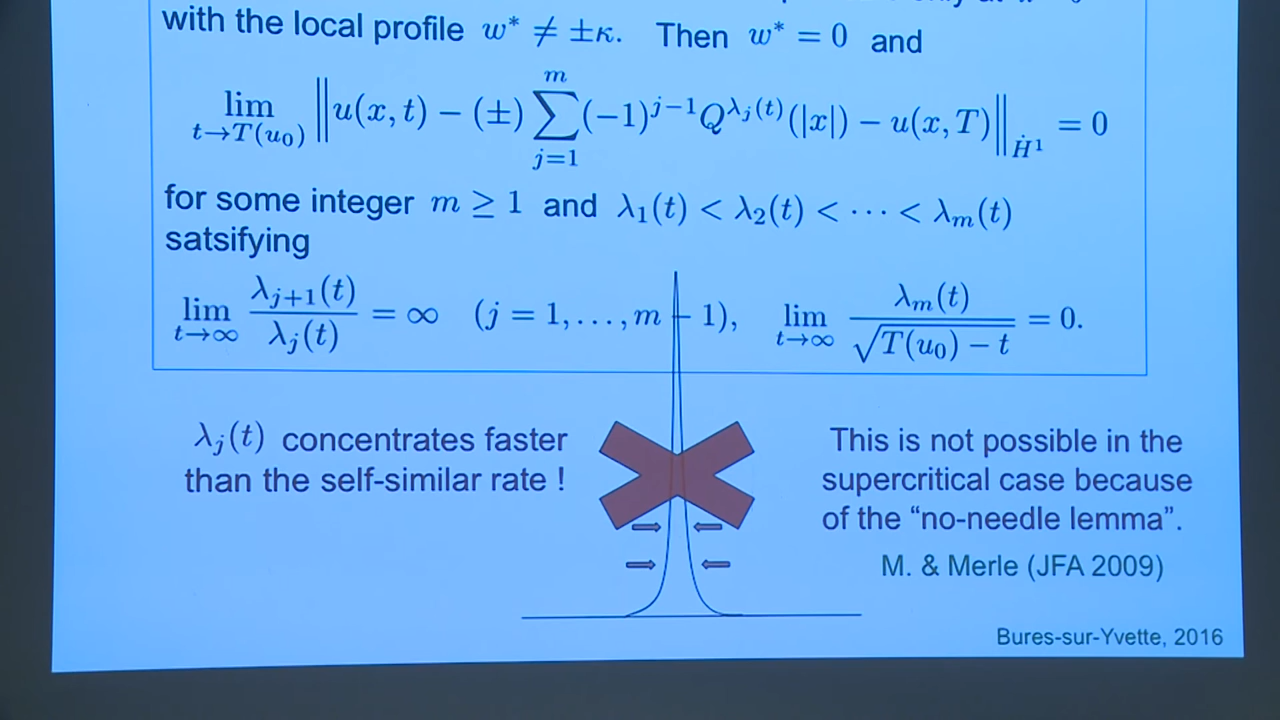 with the local profile w* ≠ ±κ. Then w* = 0 and
lim_{t→T(u₀)} ‖u(x, t) − (±) ∑_{j=1}^{m} (−1)^{j−1} Q^{λ_j(t)}(|x|) − u(x, T)‖_{Ḣ¹} = 0
for some integer m ≥ 1 and λ₁(t) < λ₂(t) < ⋯ < λ_m(t)
satsifying
lim_{t→∞} λ_{j+1}(t) / λ_j(t) = ∞ (j = 1, …, m − 1), lim_{t→∞} λ_m(t) / √(T(u₀) − t) = 0.
λ_j(t) concentrates faster
than the self-similar rate !
This is not possible in the
supercritical case because
of the “no-needle lemma”.
M. & Merle (JFA 2009)
Bures-sur-Yvette, 2016